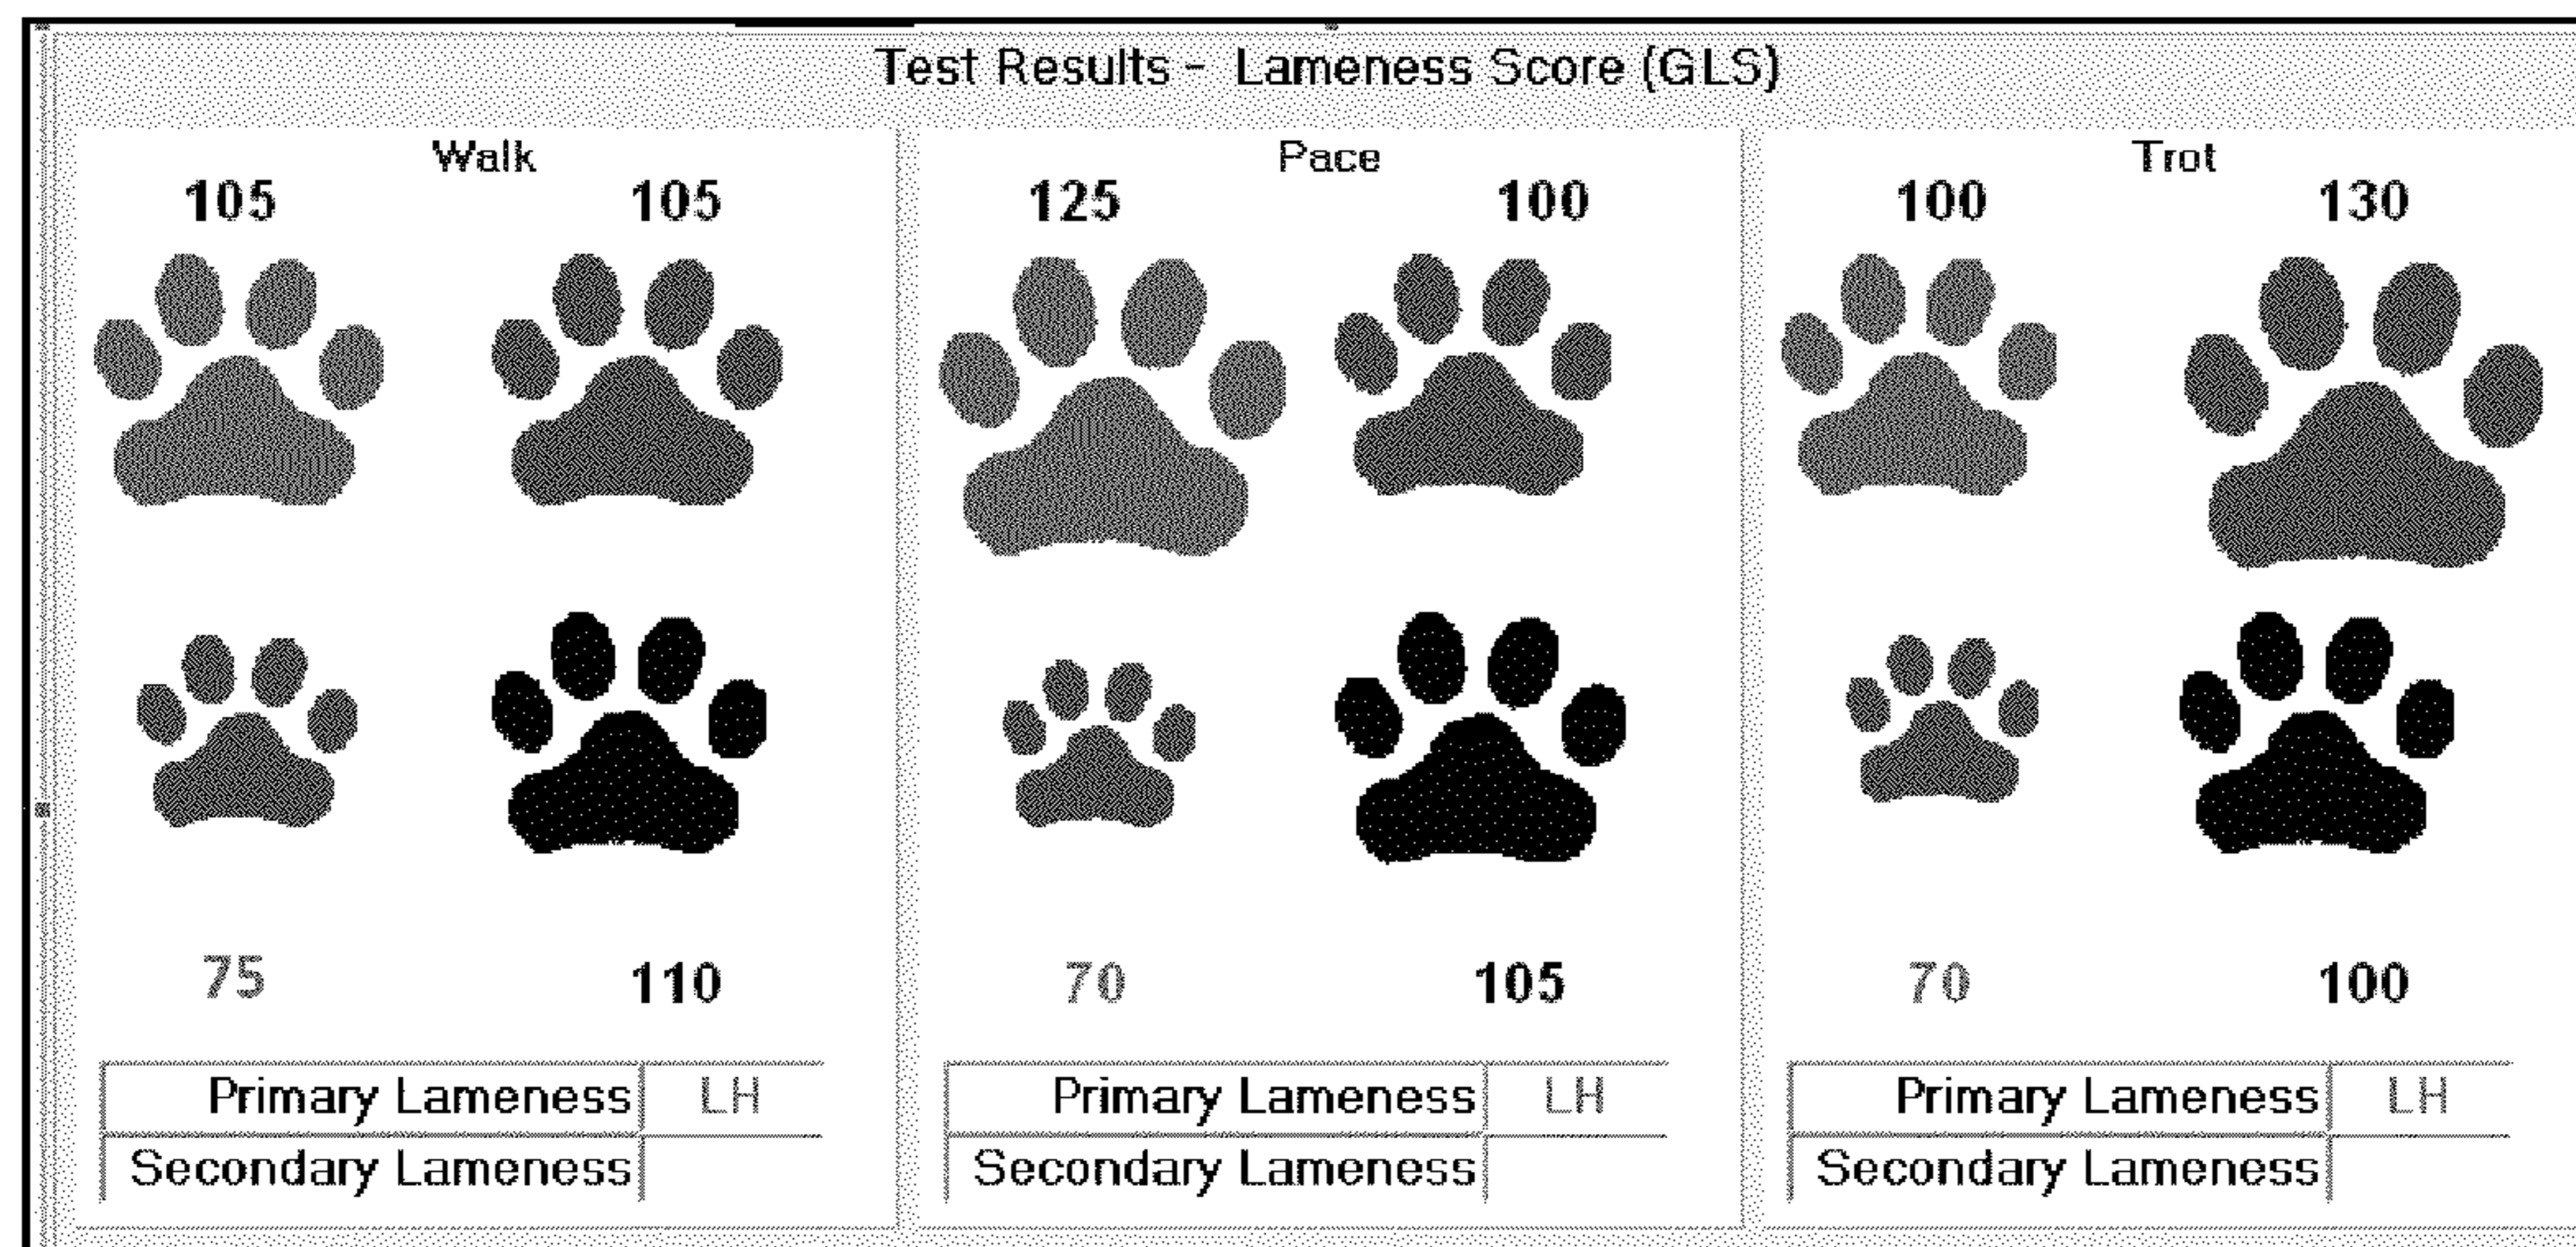 Test Results - Lameness Score (GLS)
Walk
105 105
75 110
Primary Lameness LH
Secondary Lameness
Pace
125 100
70 105
Primary Lameness LH
Secondary Lameness
Trot
100 130
70 100
Primary Lameness LH
Secondary Lameness